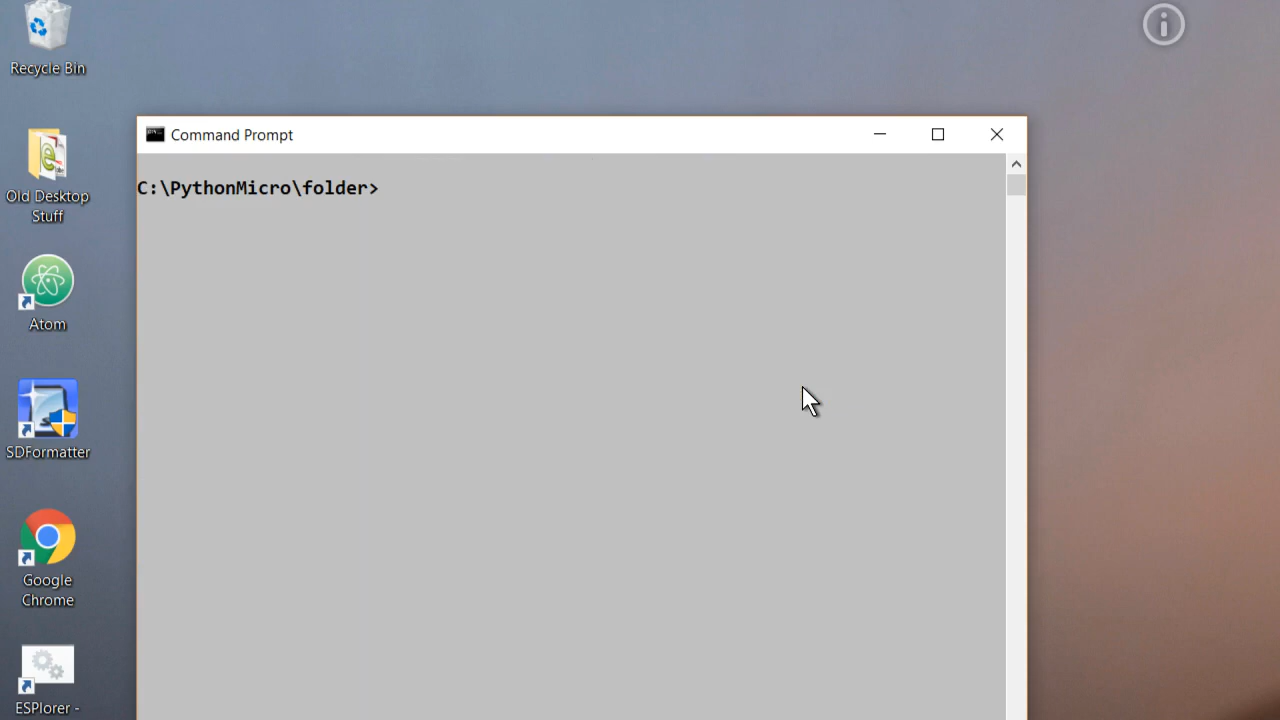 Recycle Bin
Old Desktop
Stuff
Atom
SDFormatter
Google
Chrome
ESPlorer -
Command Prompt
C:\PythonMicro\folder>